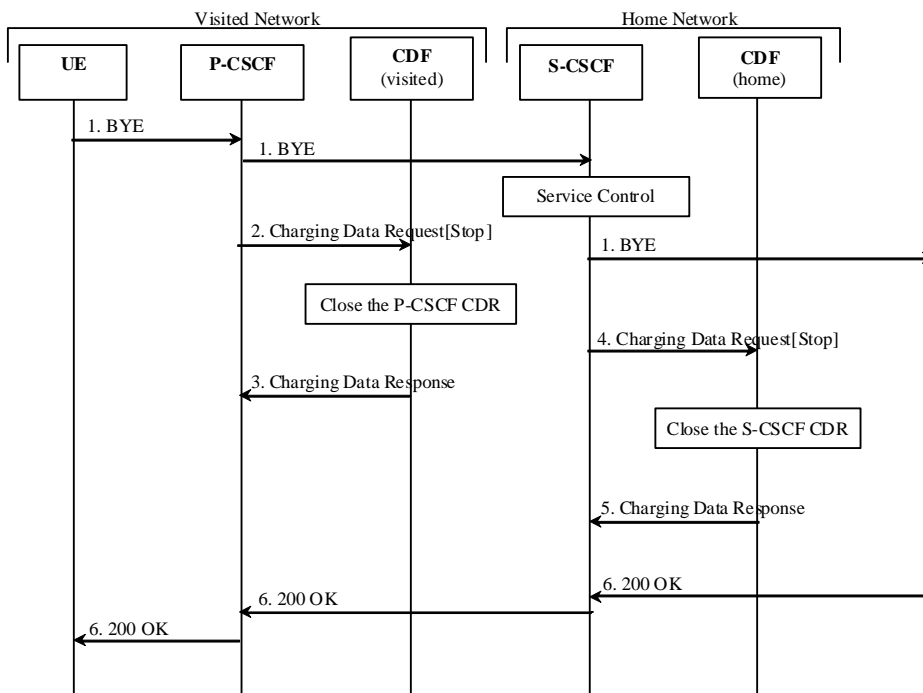 Visited Network
Home Network
UE
P-CSCF
CDF
(visited)
S-CSCF
CDF
(home)
1. BYE
1. BYE
Service Control
2. Charging Data Request[Stop]
1. BYE
Close the P-CSCF CDR
4. Charging Data Request[Stop]
3. Charging Data Response
Close the S-CSCF CDR
5. Charging Data Response
6. 200 OK
6. 200 OK
6. 200 OK